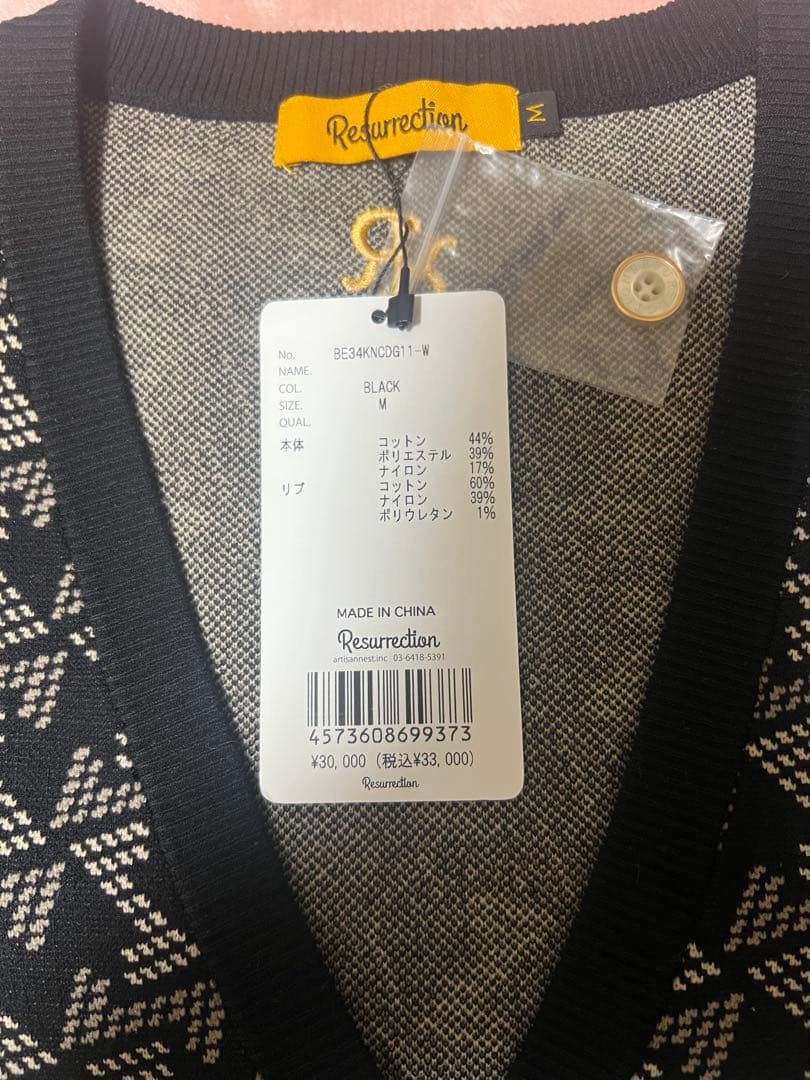 Resurrection
M
No. BE34KNCDG11-W
NAME.
COL. BLACK
SIZE. M
QUAL.
本体 コットン 44%
ポリエステル 39%
ナイロン 17%
リブ コットン 60%
ナイロン 39%
ポリウレタン 1%
MADE IN CHINA
Resurrection
artisannest.inc 03-6418-5391
4573608699373
¥30,000 (税込¥33,000)
Resurrection